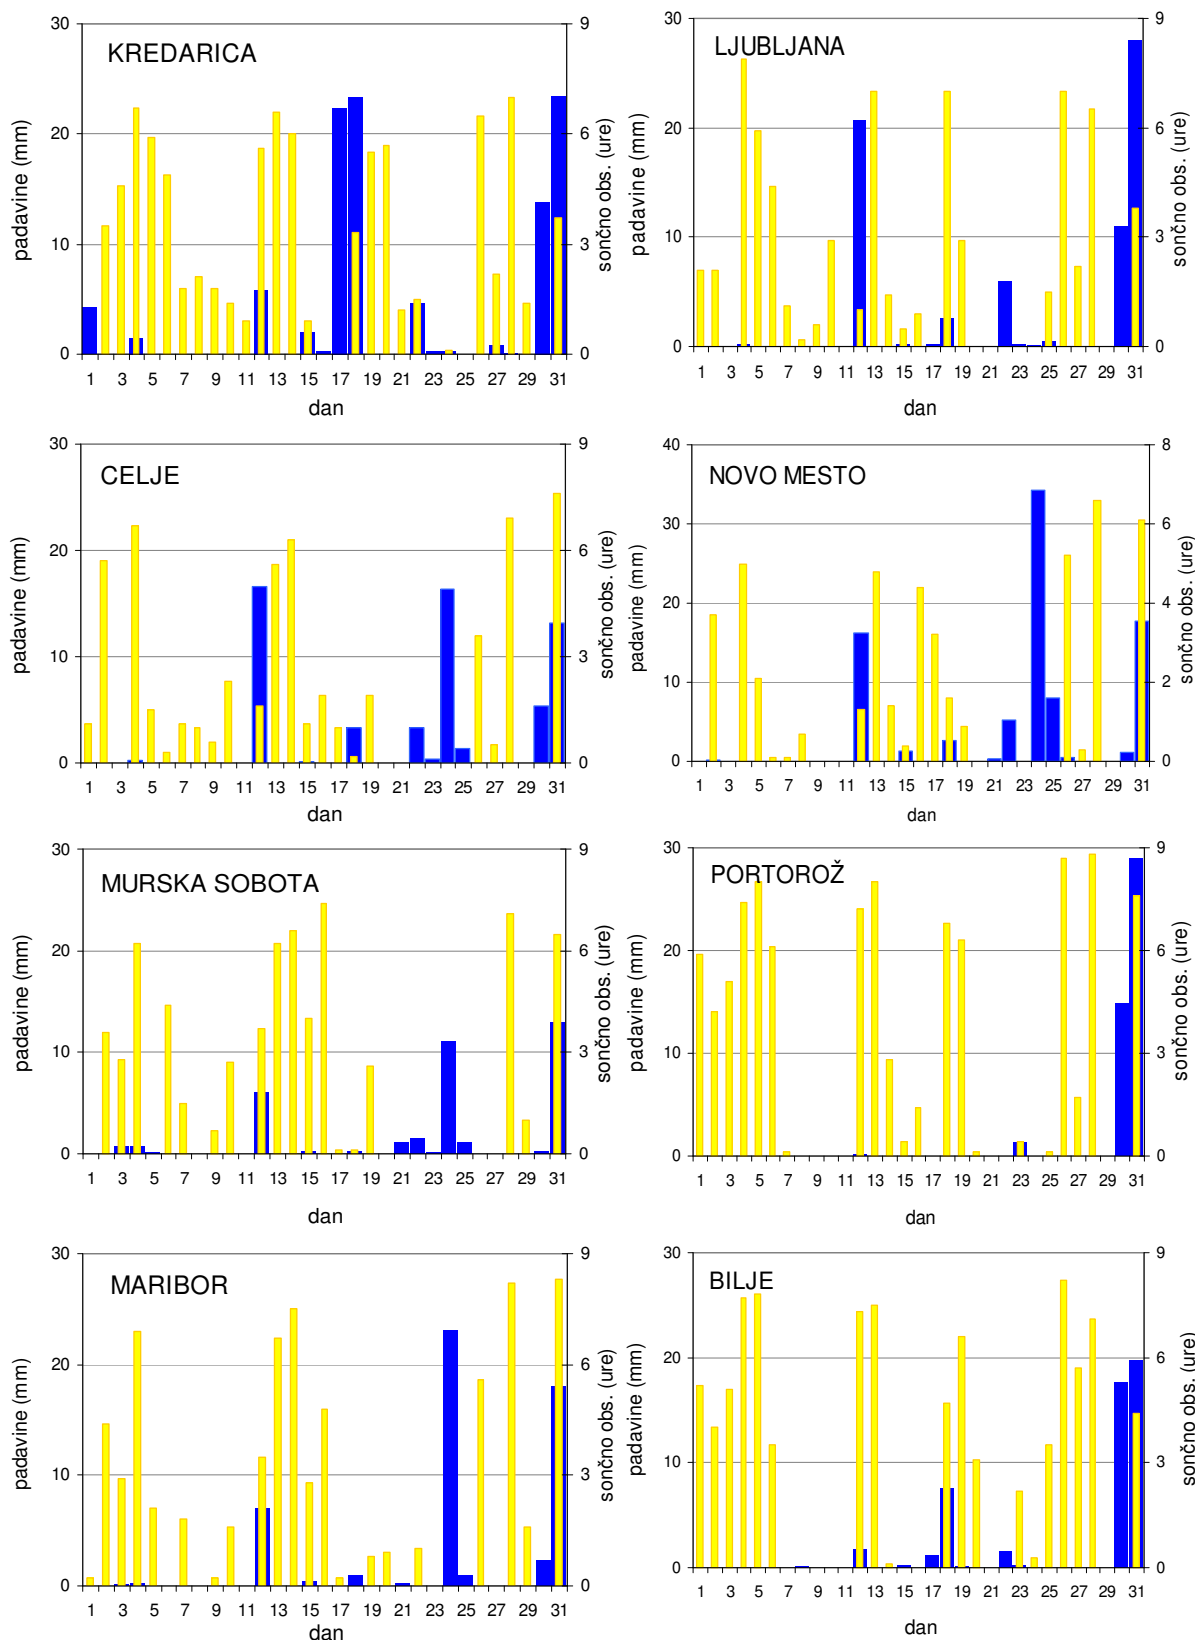 KREDARICA
padavine (mm)
sončno obs. (ure)
30 20 10 0
9 6 3 0
1 3 5 7 9 11 13 15 17 19 21 23 25 27 29 31
dan
LJUBLJANA
padavine (mm)
sončno obs. (ure)
30 20 10 0
9 6 3 0
1 3 5 7 9 11 13 15 17 19 21 23 25 27 29 31
dan
CELJE
padavine (mm)
sončno obs. (ure)
30 20 10 0
9 6 3 0
1 3 5 7 9 11 13 15 17 19 21 23 25 27 29 31
dan
NOVO MESTO
padavine (mm)
sončno obs. (ure)
40 30 20 10 0
8 6 4 2 0
1 3 5 7 9 11 13 15 17 19 21 23 25 27 29 31
dan
MURSKA SOBOTA
padavine (mm)
sončno obs. (ure)
30 20 10 0
9 6 3 0
1 3 5 7 9 11 13 15 17 19 21 23 25 27 29 31
dan
PORTOROŽ
padavine (mm)
sončno obs. (ure)
30 20 10 0
9 6 3 0
1 3 5 7 9 11 13 15 17 19 21 23 25 27 29 31
dan
MARIBOR
padavine (mm)
sončno obs. (ure)
30 20 10 0
9 6 3 0
1 3 5 7 9 11 13 15 17 19 21 23 25 27 29 31
dan
BILJE
padavine (mm)
sončno obs. (ure)
30 20 10 0
9 6 3 0
1 3 5 7 9 11 13 15 17 19 21 23 25 27 29 31
dan